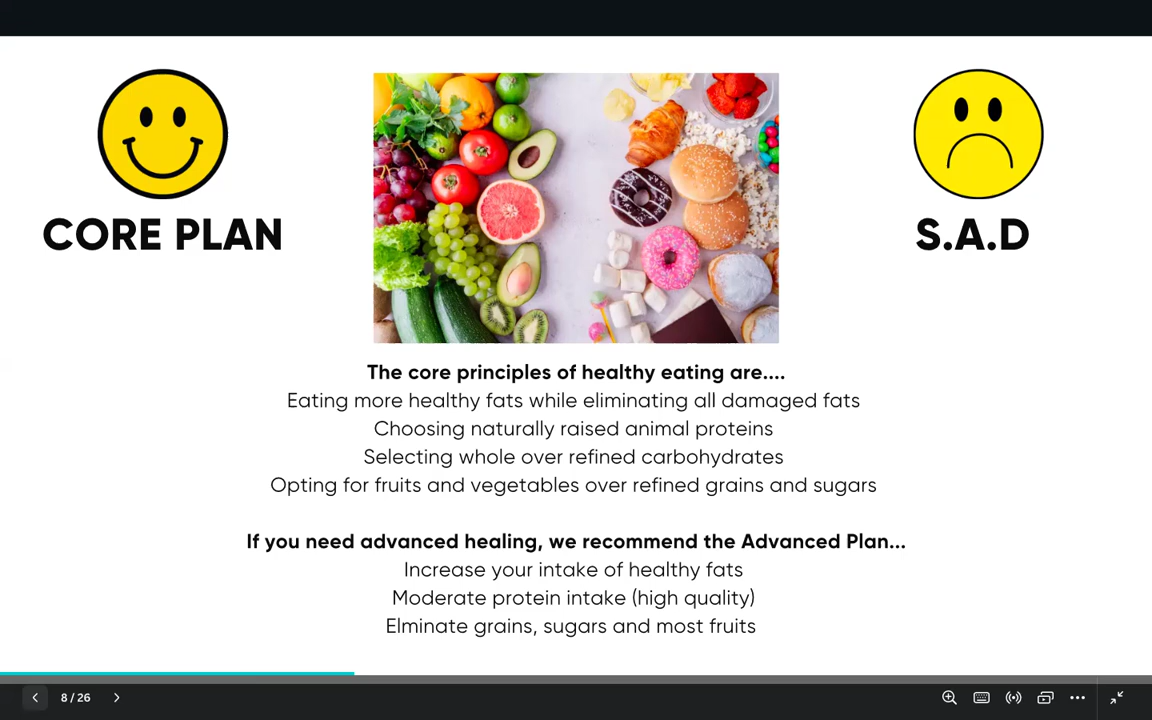 CORE PLAN
S.A.D
The core principles of healthy eating are....
Eating more healthy fats while eliminating all damaged fats
Choosing naturally raised animal proteins
Selecting whole over refined carbohydrates
Opting for fruits and vegetables over refined grains and sugars
If you need advanced healing, we recommend the Advanced Plan...
Increase your intake of healthy fats
Moderate protein intake (high quality)
Elminate grains, sugars and most fruits
8 / 26